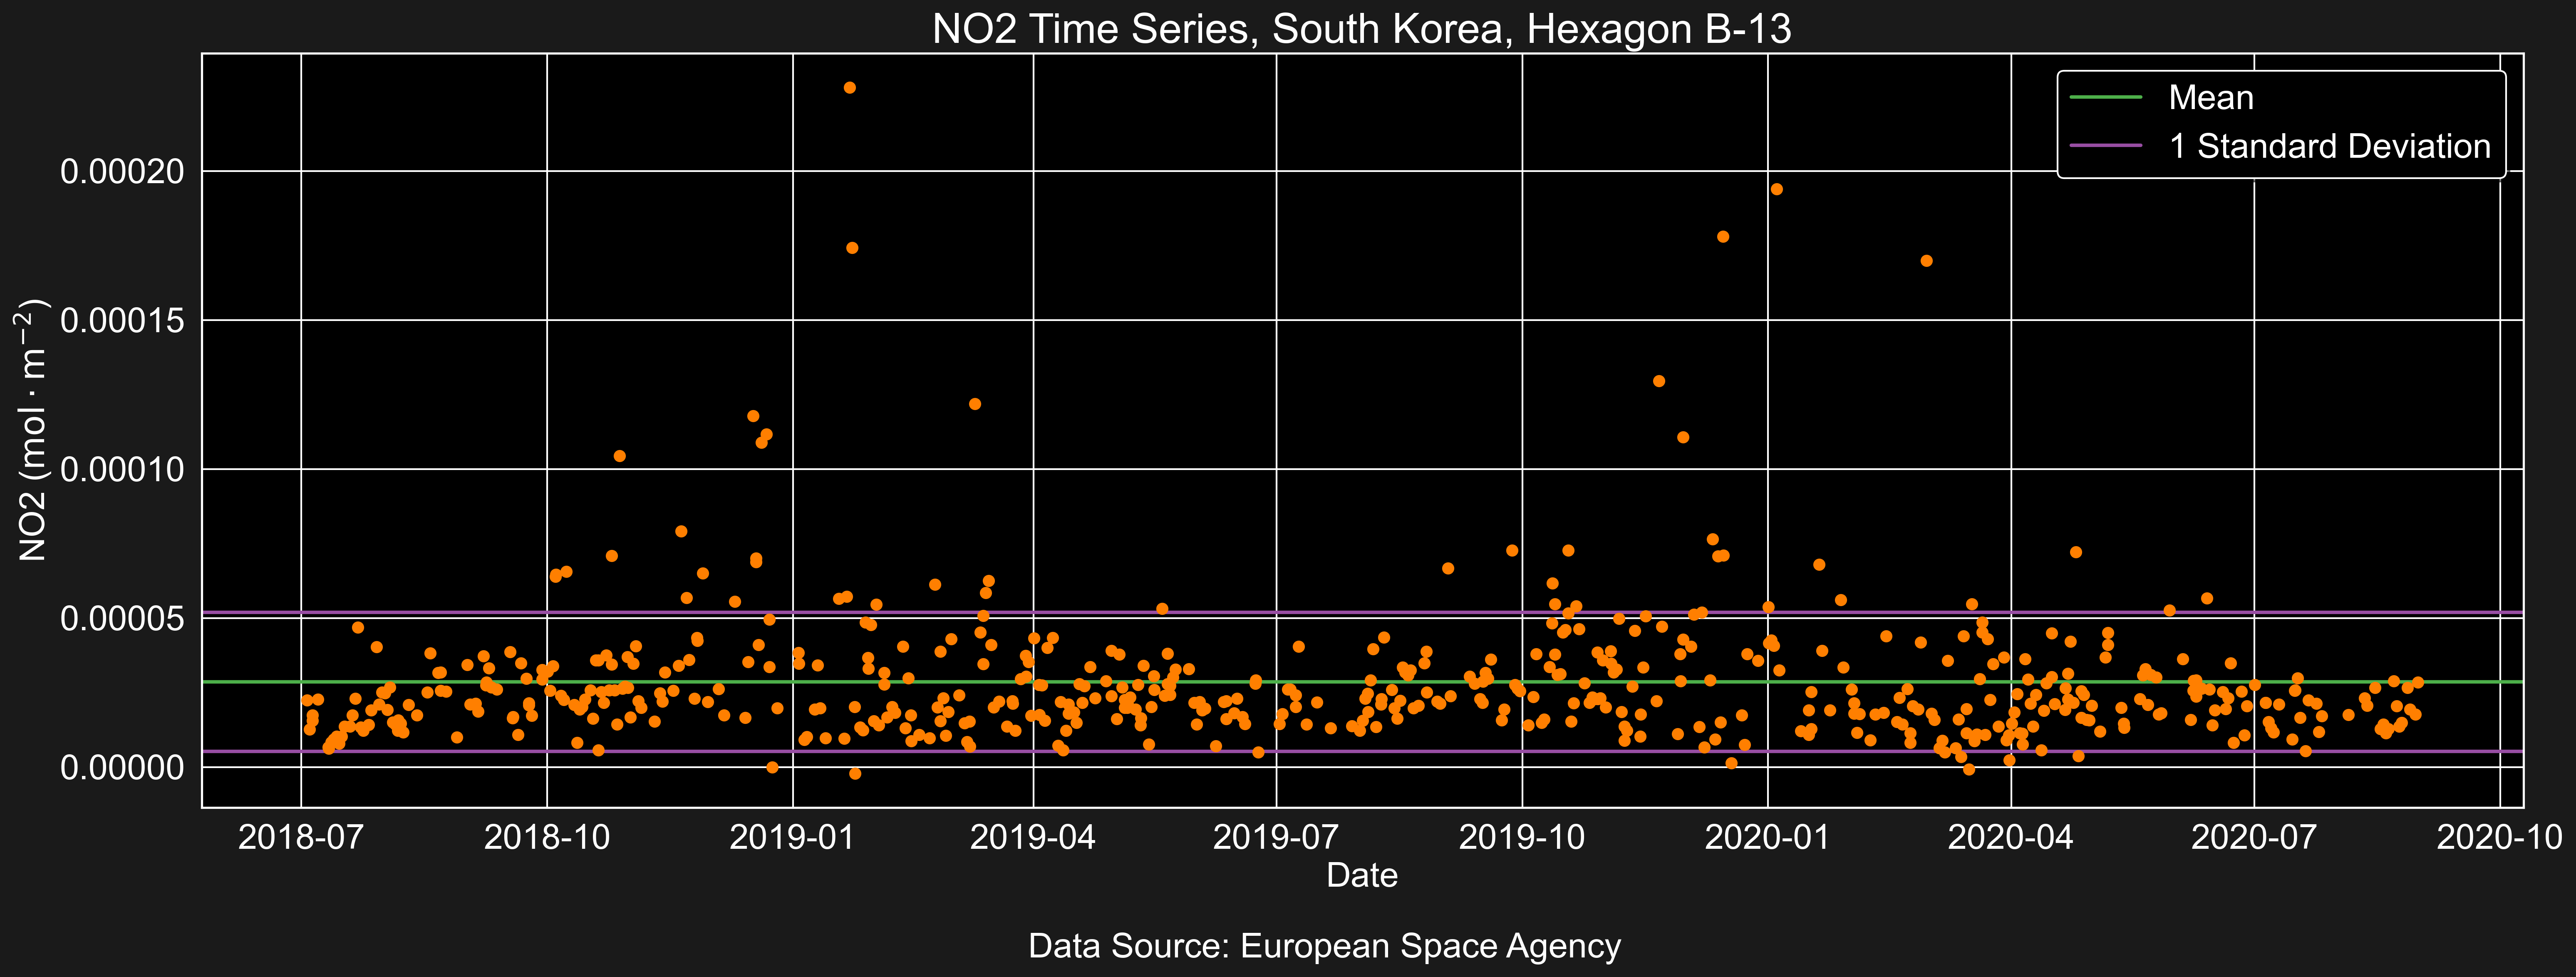 NO2 Time Series, South Korea, Hexagon B-13
Mean
1 Standard Deviation
NO2 (mol · m⁻²)
0.00020
0.00015
0.00010
0.00005
0.00000
2018-07 2018-10 2019-01 2019-04 2019-07 2019-10 2020-01 2020-04 2020-07 2020-10
Date
Data Source: European Space Agency